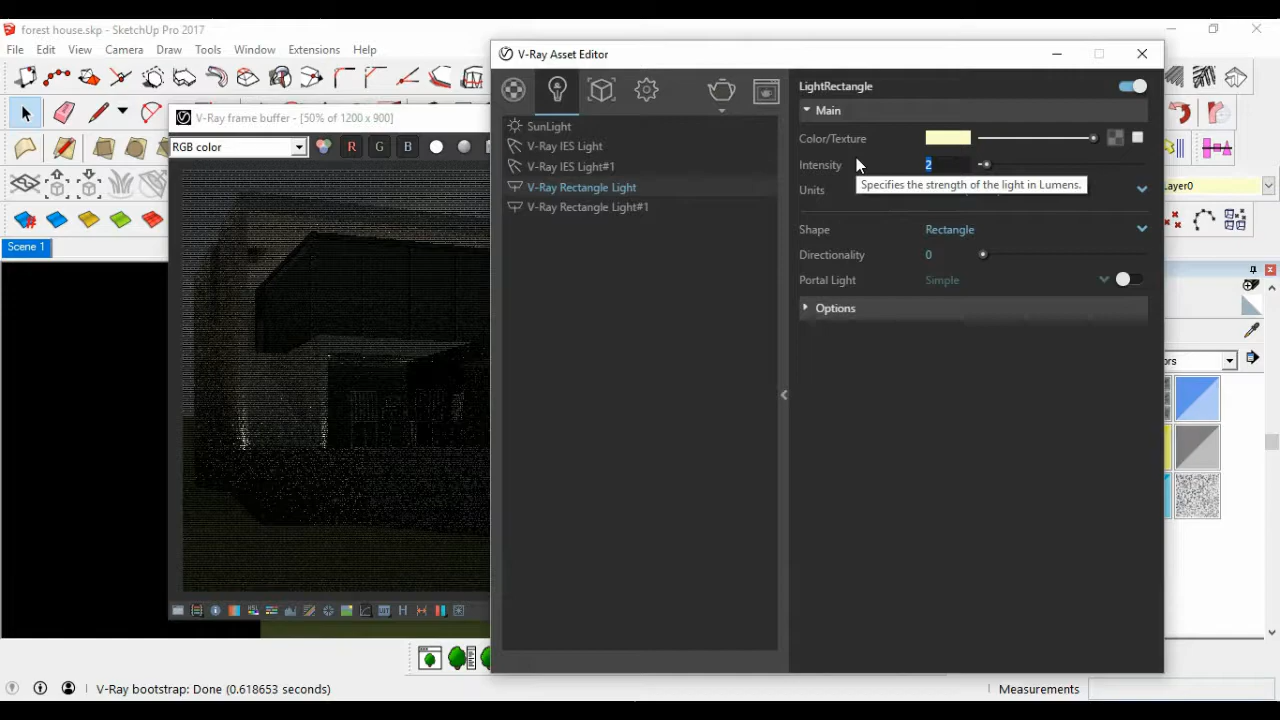 forest house.skp - SketchUp Pro 2017
File Edit View Camera Draw Tools Window Extensions Help
V-Ray Asset Editor
V-Ray frame buffer - [50% of 1200 x 900]
RGB color
R G B
SunLight
V-Ray IES Light
V-Ray IES Light#1
V-Ray Rectangle Light
V-Ray Rectangle Light#1
LightRectangle
Main
Color/Texture
Intensity 2
Specifies the strength of the light in Lumens.
Units
Shape Rectangle
Directionality 0
Portal Light Simple
Options
Layer0
Scene 1
ors
H
V-Ray bootstrap: Done (0.618653 seconds)
Measurements